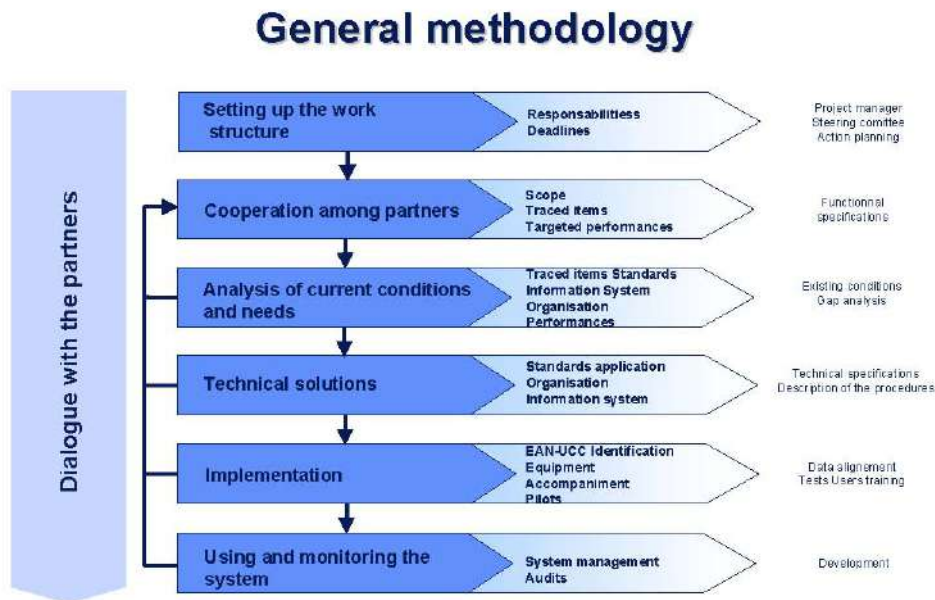 General methodology
Dialogue with the partners
Setting up the work
structure
Responsabilitiess
Deadlines
Project manager
Steering comittee
Action planning
Cooperation among partners
Scope
Traced items
Targeted performances
Functionnal
specifications
Analysis of current conditions
and needs
Traced items Standards
Information System
Organisation
Performances
Existing conditions
Gap analysis
Technical solutions
Standards application
Organisation
Information system
Technical specifications
Description of the procedures
Implementation
EAN-UCC Identification
Equipment
Accompaniment
Pilots
Data alignement
Tests Users training
Using and monitoring the
system
System management
Audits
Development